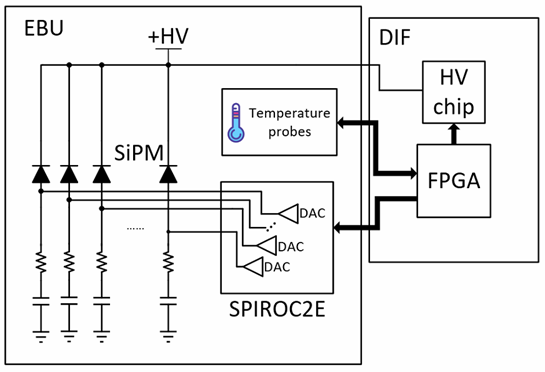 EBU
+HV
DIF
HV
chip
Temperature
probes
SiPM
FPGA
DAC
......
DAC
DAC
SPIROC2E